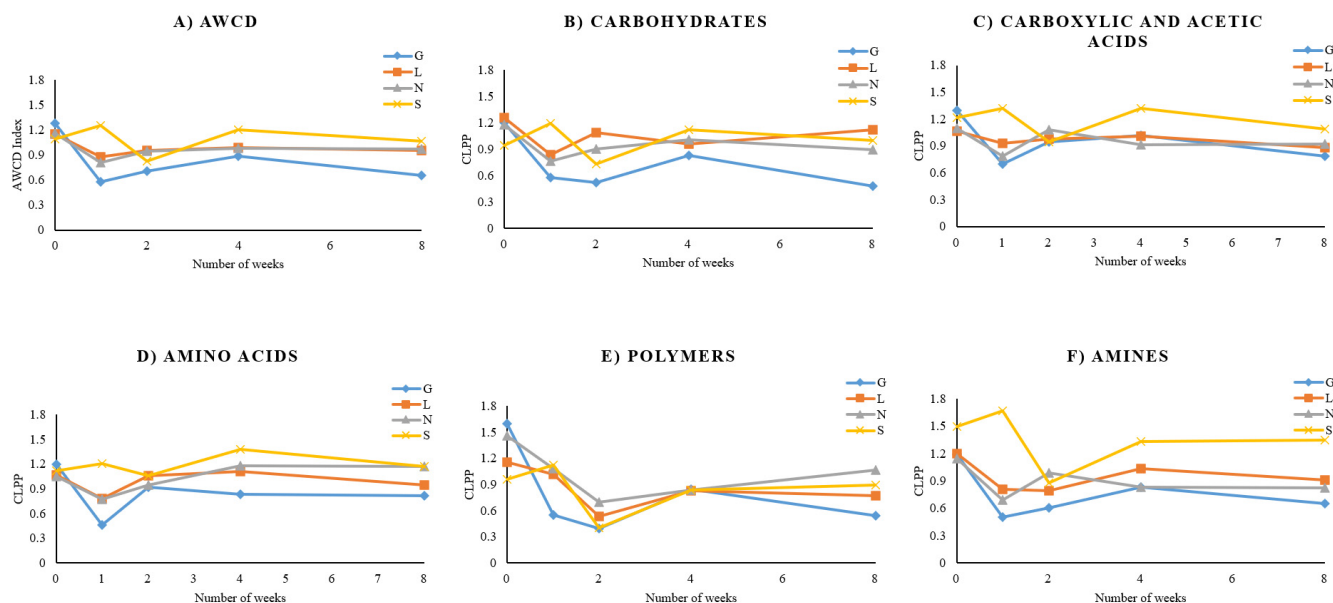 A) AWCD
G
L
N
S
1.8
1.5
1.2
0.9
0.6
0.3
0
AWCD Index
0 2 4 6 8
Number of weeks
B) CARBOHYDRATES
G
L
N
S
1.8
1.5
1.2
0.9
0.6
0.3
0
CLPP
0 2 4 6 8
Number of weeks
C) CARBOXYLIC AND ACETIC
ACIDS
G
L
N
S
1.8
1.5
1.2
0.9
0.6
0.3
0
CLPP
0 1 2 3 4 5 6 7 8
Number of weeks
D) AMINO ACIDS
G
L
N
S
1.8
1.5
1.2
0.9
0.6
0.3
0
CLPP
0 1 2 3 4 5 6 7 8
Number of weeks
E) POLYMERS
G
L
N
S
1.8
1.5
1.2
0.9
0.6
0.3
0
CLPP
0 2 4 6 8
Number of weeks
F) AMINES
G
L
N
S
1.8
1.5
1.2
0.9
0.6
0.3
0
CLPP
0 1 2 3 4 5 6 7 8
Number of weeks